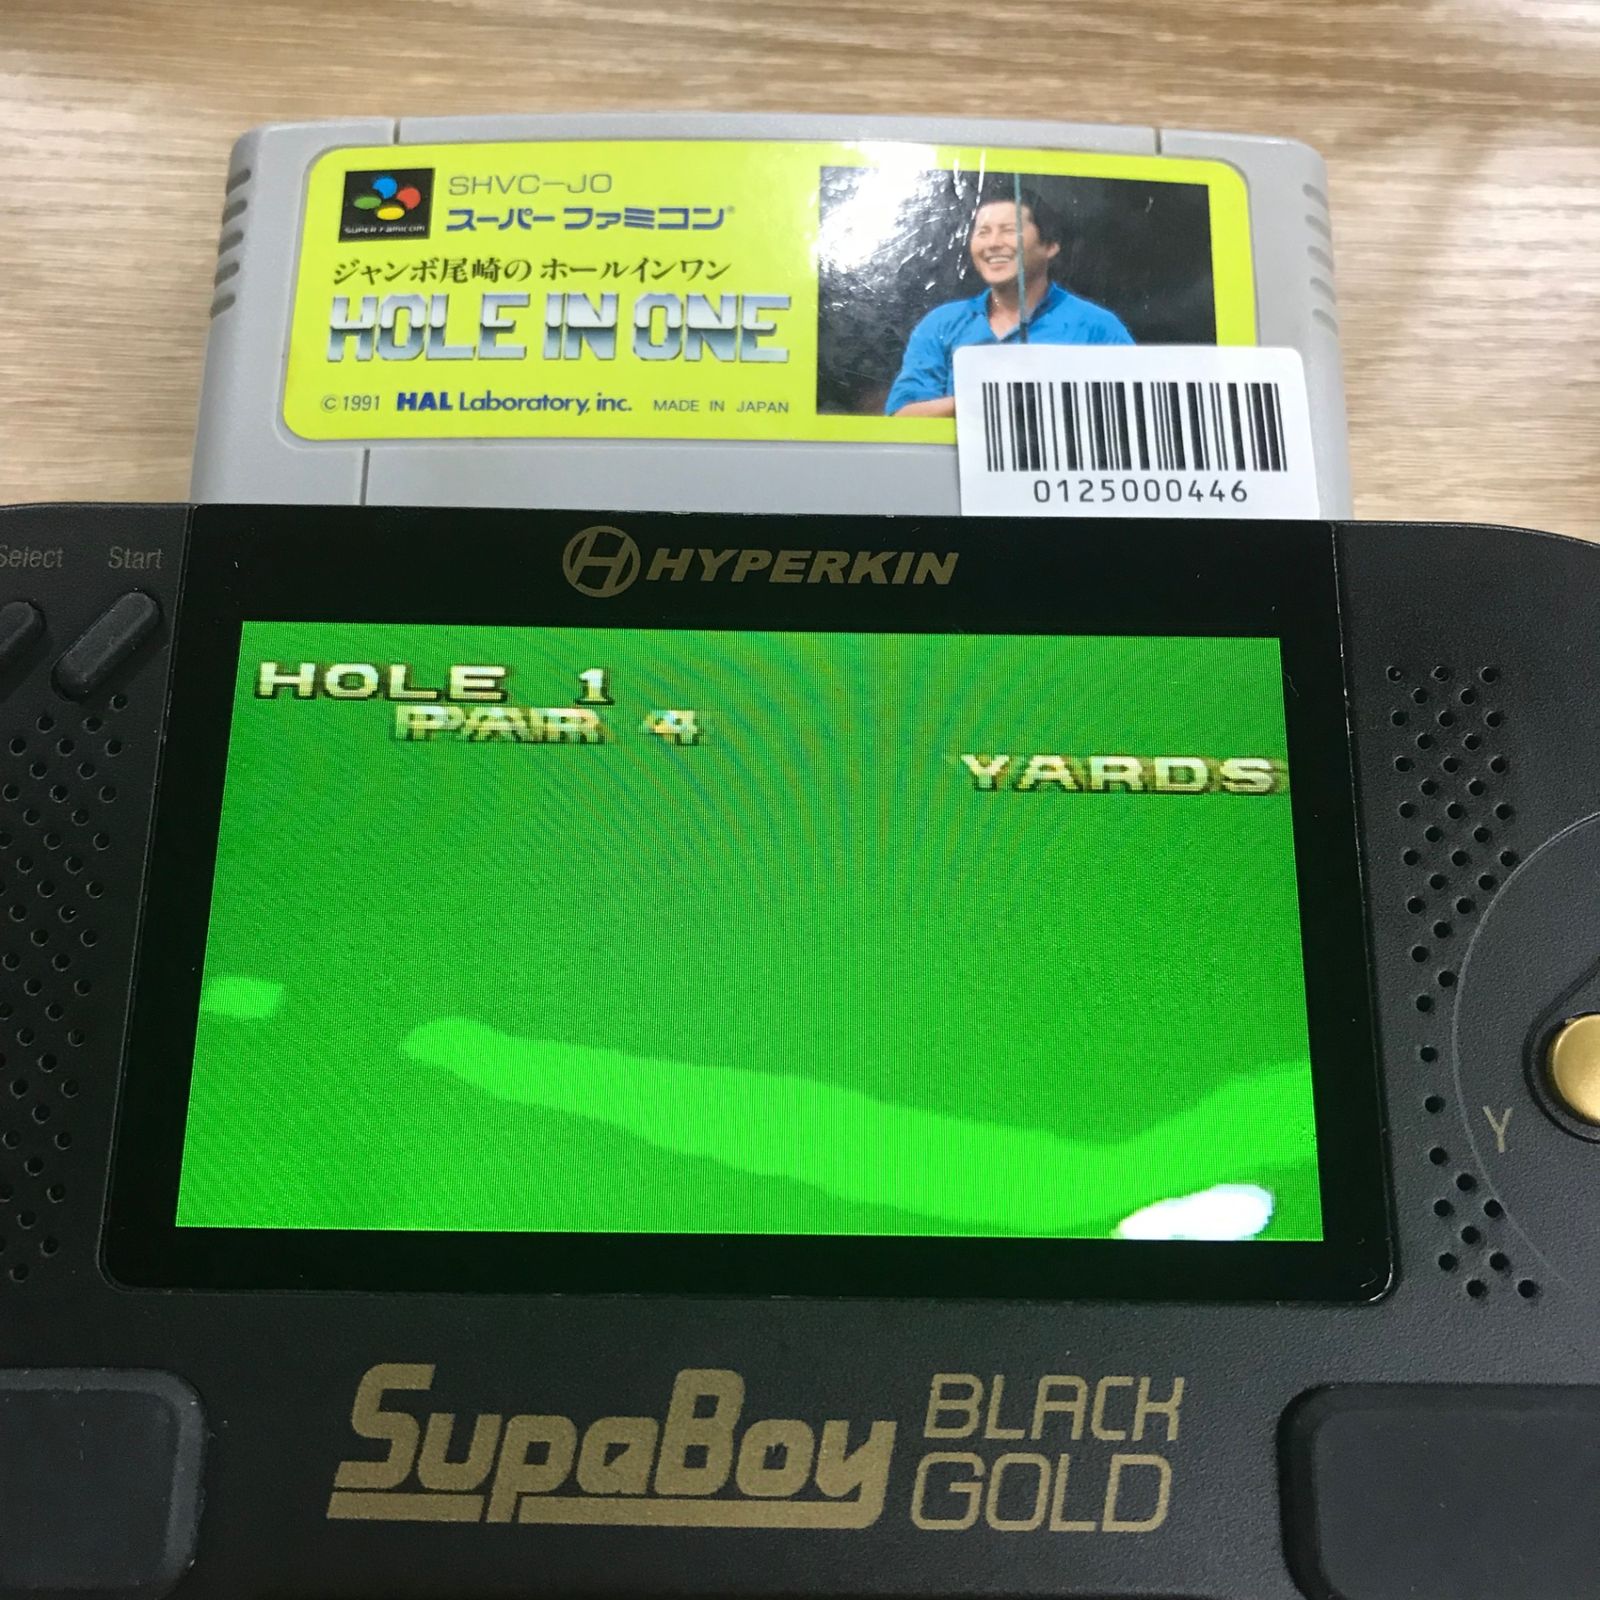 SUPER FAMICOM
SHVC-JO
スーパーファミコン
ジャンボ尾崎の ホールインワン
HOLE IN ONE
©1991 HAL Laboratory, inc. MADE IN JAPAN
0125000446
Select Start
HYPERKIN
HOLE 1
PAR 4
YARDS
Y
SupaBoy BLACK GOLD